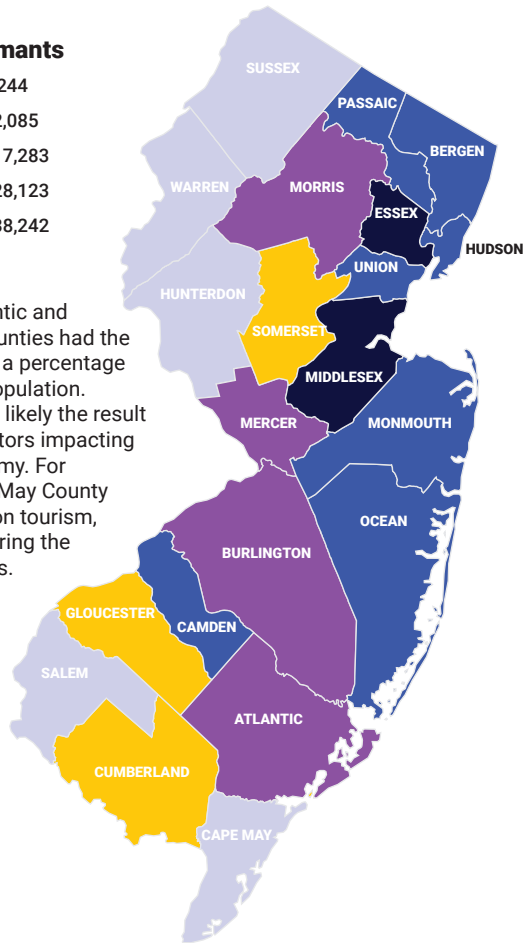 mants
244
2,085
7,283
28,123
38,242
ntic and
unties had the
a percentage
opulation.
likely the result
tors impacting
my. For
May County
on tourism,
ring the
s.
SUSSEX
PASSAIC
BERGEN
WARREN
MORRIS
ESSEX
HUDSON
UNION
HUNTERDON
SOMERSET
MIDDLESEX
MERCER
MONMOUTH
OCEAN
BURLINGTON
GLOUCESTER
CAMDEN
SALEM
ATLANTIC
CUMBERLAND
CAPE MAY